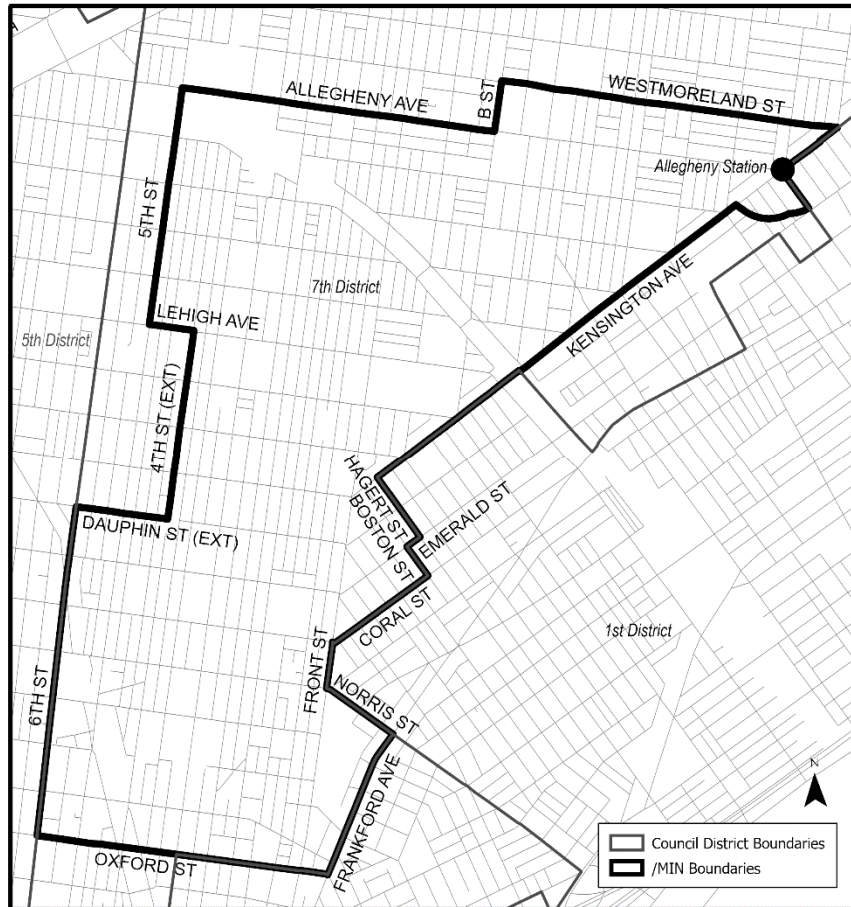 A
ALLEGHENY AVE
B ST
WESTMORELAND ST
Allegheny Station
5TH ST
7th District
KENSINGTON AVE
LEHIGH AVE
5th District
4TH ST (EXT)
HAGERT ST
BOSTON ST
EMERALD ST
DAUPHIN ST (EXT)
CORAL ST
1st District
FRONT ST
NORRIS ST
6TH ST
FRANKFORD AVE
OXFORD ST
N
Council District Boundaries
/MIN Boundaries